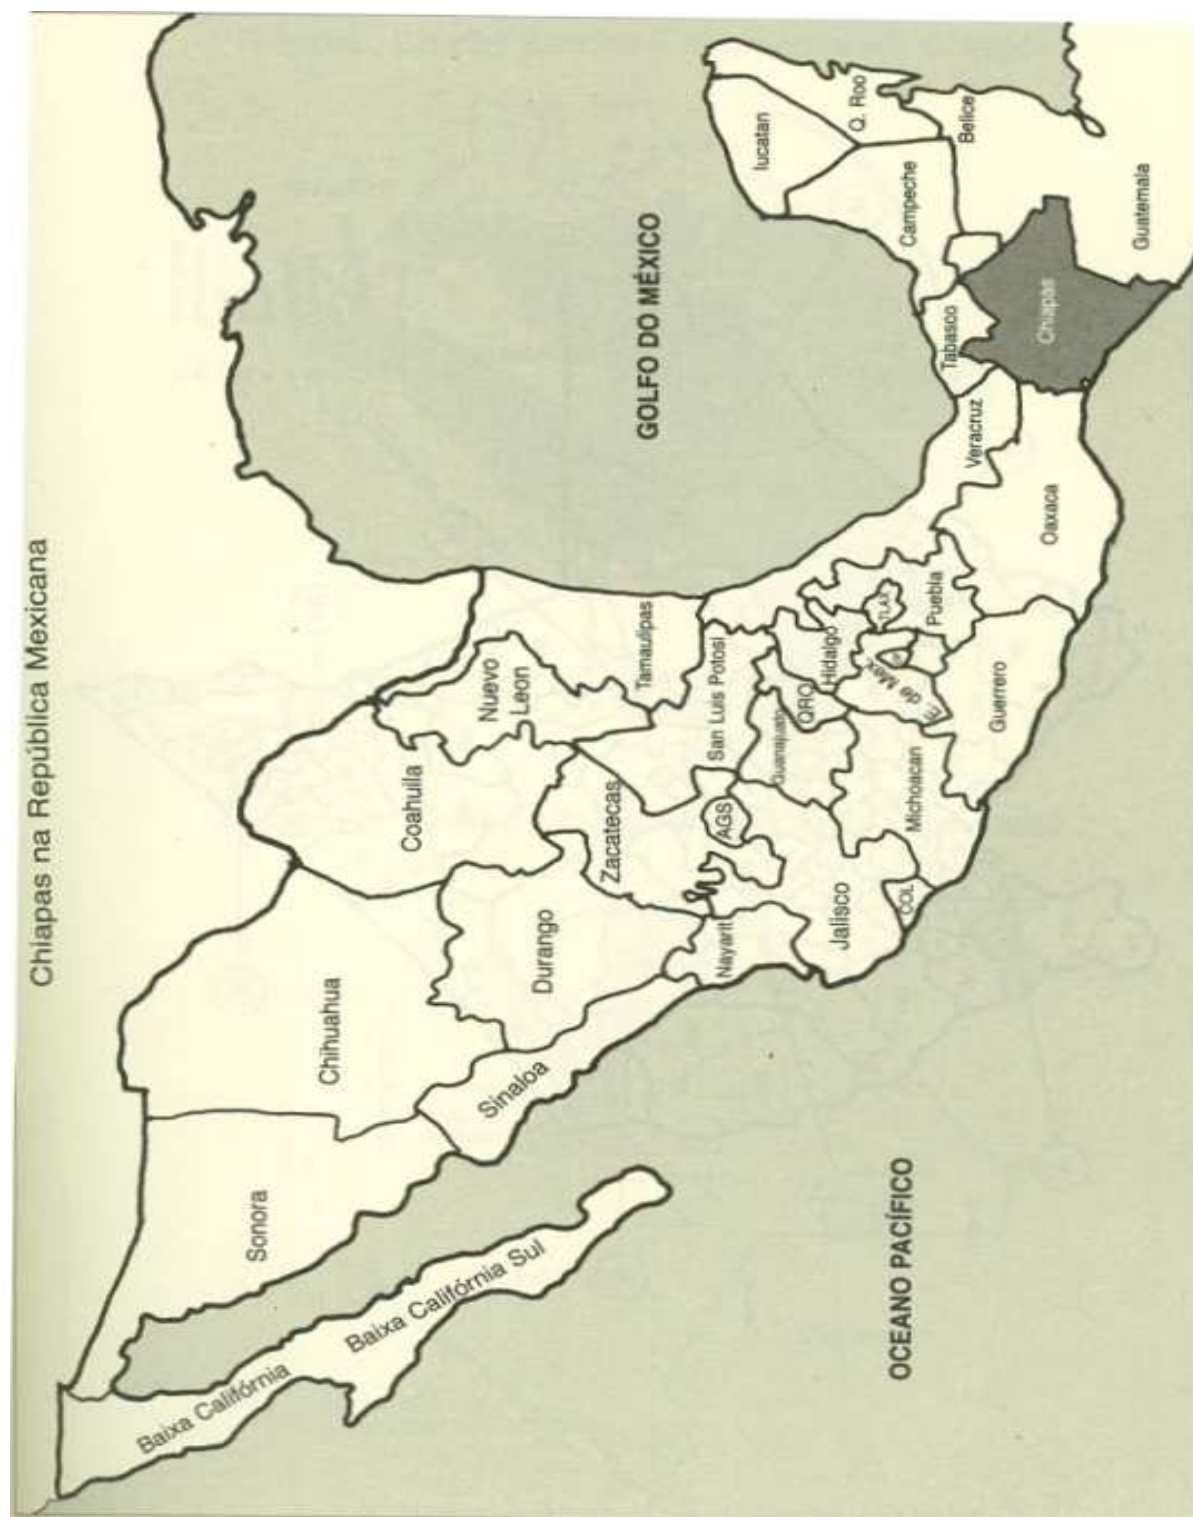 Chiapas na República Mexicana
Baixa Califórnia
Baixa Califórnia Sul
Sonora
Chihuahua
Coahuila
Nuevo
Leon
Tamaulipas
Sinaloa
Durango
Zacatecas
San Luis Potosi
Nayarit
AGS
Jalisco
Guanajuato
QRO
Hidalgo
COL
Michoacan
E. de Mex.
TLAX
Puebla
Veracruz
Guerrero
Oaxaca
Tabasco
Chiapas
Campeche
Iucatan
Q. Roo
Belice
Guatemala
GOLFO DO MÉXICO
OCEANO PACÍFICO